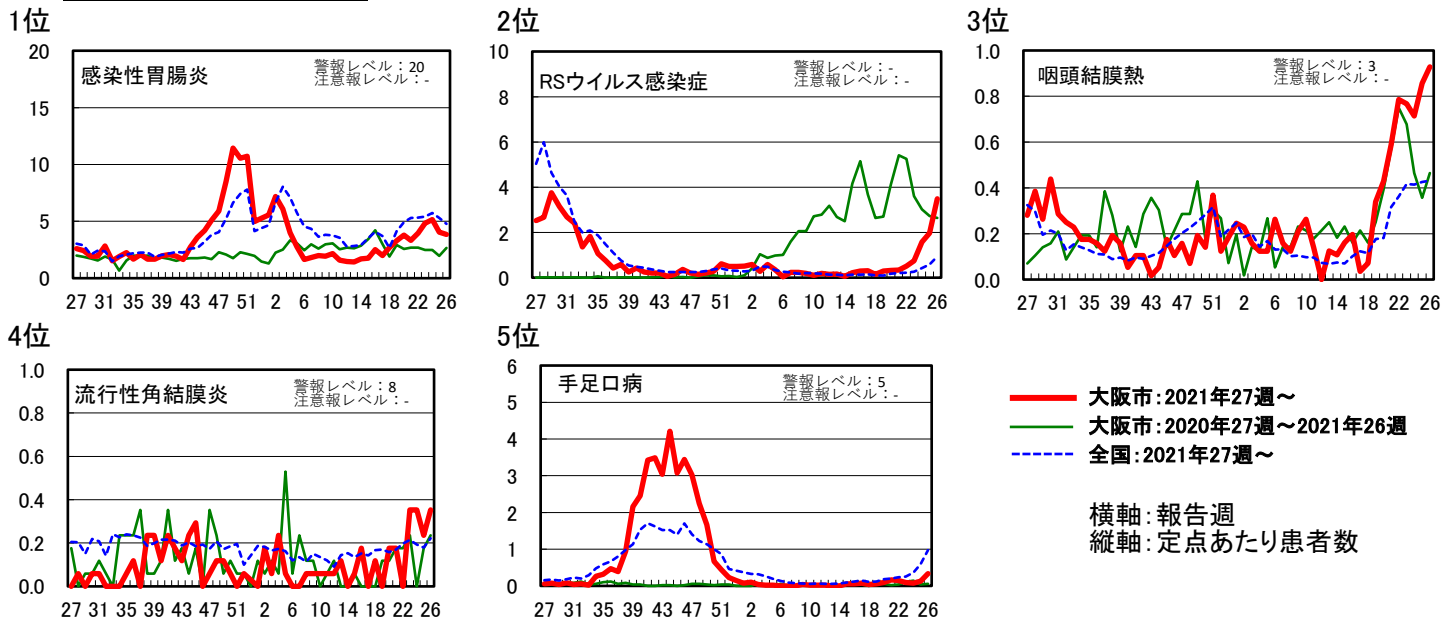 1位
感染性胃腸炎
警報レベル：20
注意報レベル：-
20
15
10
5
0
27 31 35 39 43 47 51 2 6 10 14 18 22 26
2位
RSウイルス感染症
警報レベル：-
注意報レベル：-
10
8
6
4
2
0
27 31 35 39 43 47 51 2 6 10 14 18 22 26
3位
咽頭結膜熱
警報レベル：3
注意報レベル：-
1.0
0.8
0.6
0.4
0.2
0.0
27 31 35 39 43 47 51 2 6 10 14 18 22 26
4位
流行性角結膜炎
警報レベル：8
注意報レベル：-
1.0
0.8
0.6
0.4
0.2
0.0
27 31 35 39 43 47 51 2 6 10 14 18 22 26
5位
手足口病
警報レベル：5
注意報レベル：-
6
5
4
3
2
1
0
27 31 35 39 43 47 51 2 6 10 14 18 22 26
大阪市：2021年27週～
大阪市：2020年27週～2021年26週
全国：2021年27週～
横軸：報告週
縦軸：定点あたり患者数